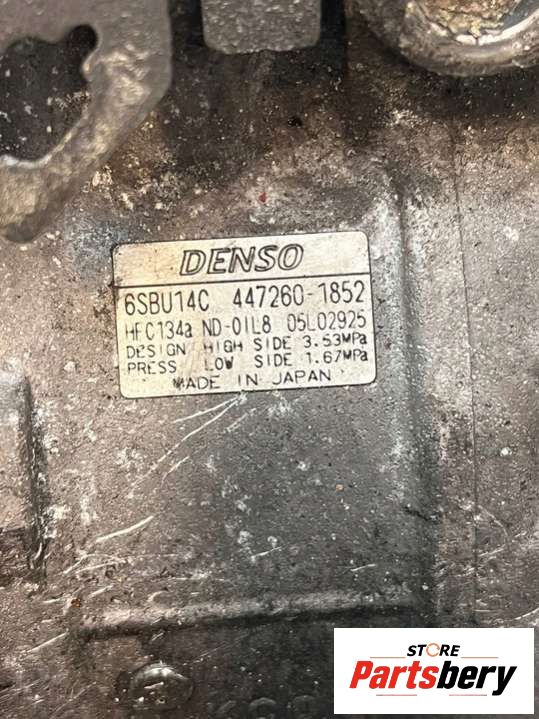 DENSO
6SBU14C 447260-1852
HFC134a ND-OIL8 05L02925
DESIGN HIGH SIDE 3.53MPa
PRESS LOW SIDE 1.67MPa
MADE IN JAPAN
STORE
Partsbery